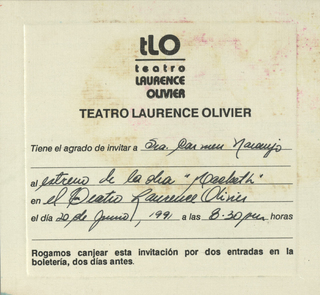 tLO
teatro
LAURENCE
OLIVIER
TEATRO LAURENCE OLIVIER
Tiene el agrado de invitar a Sra. Carmen Naranjo
al estreno de la obra "Macbeth"
en el Teatro Laurence Olivier
el día 20 de Junio, 1991 a las 8:30 pm horas
Rogamos canjear esta invitación por dos entradas en la
boletería, dos días antes.